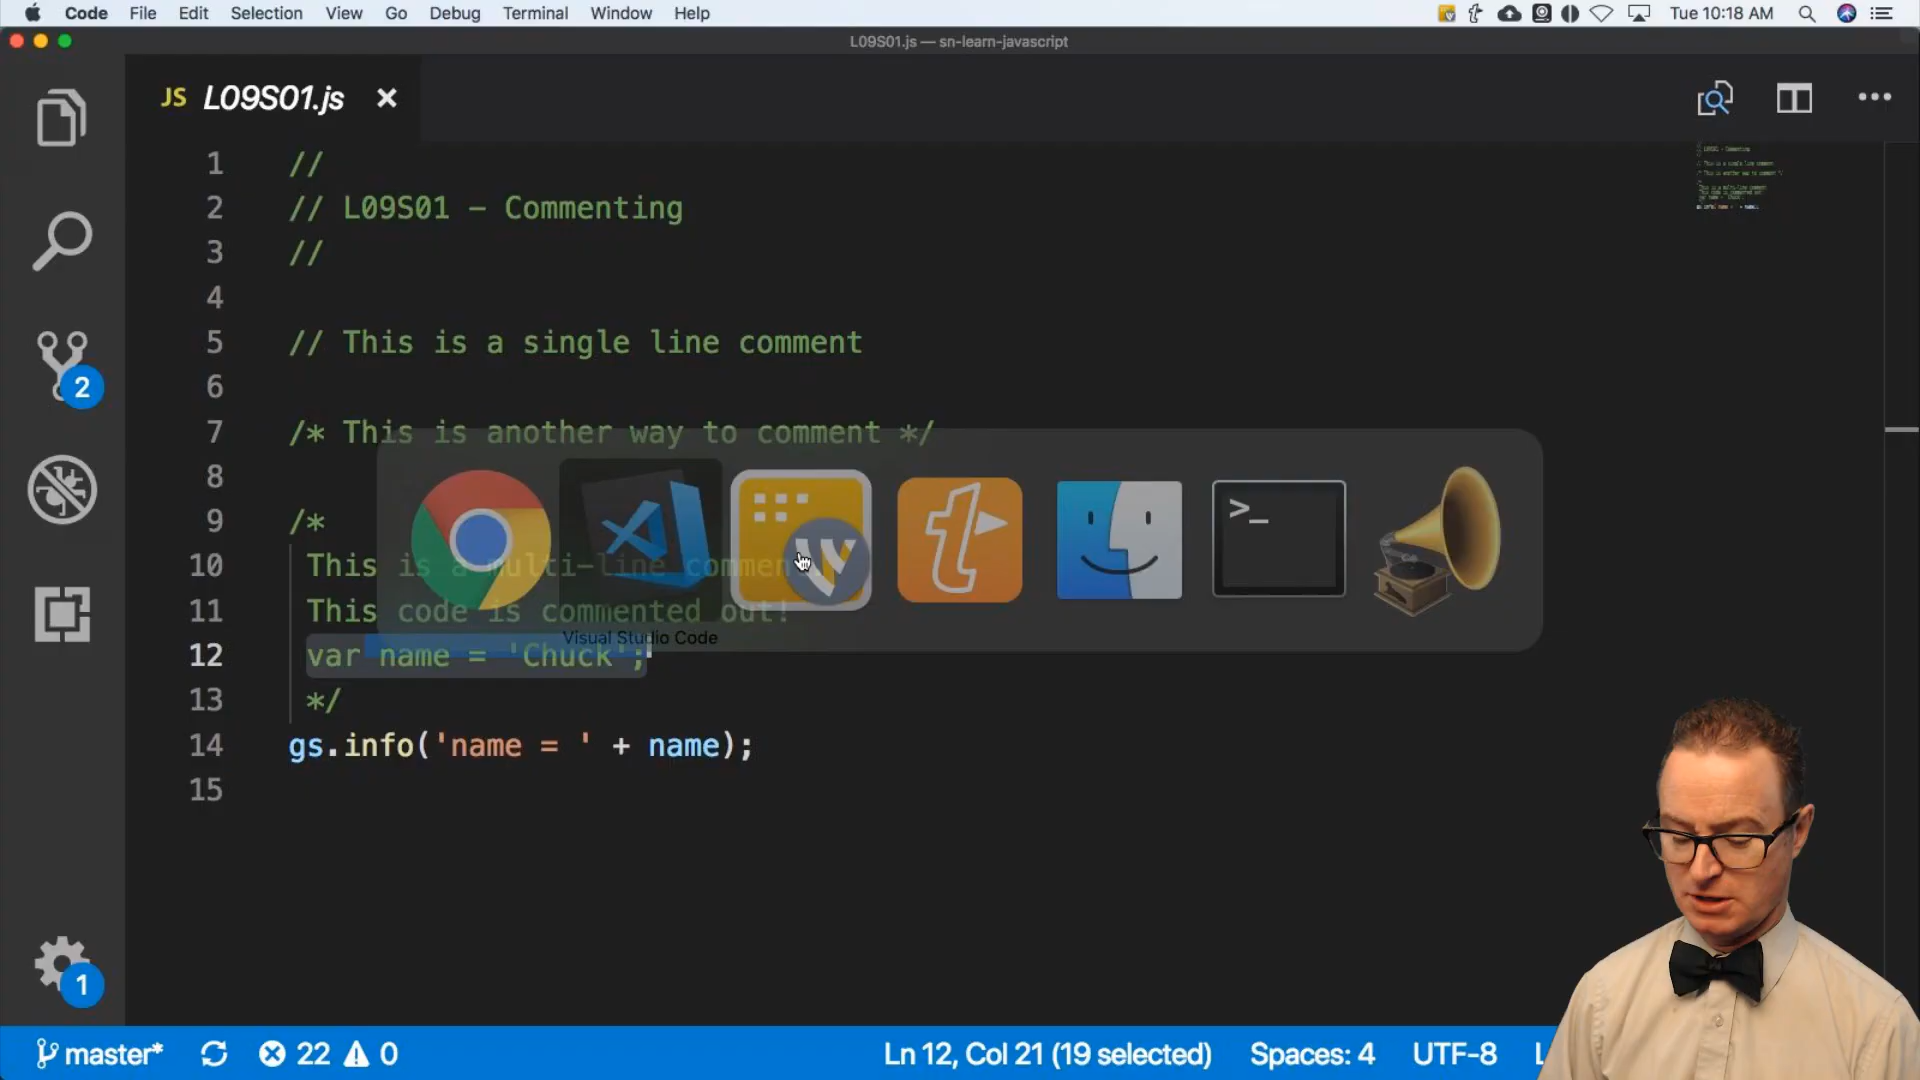 Code File Edit Selection View Go Debug Terminal Window Help Tue 10:18 AM
L09S01.js — sn-learn-javascript
JS L09S01.js
1 //
2 // L09S01 - Commenting
3 //
4
5 // This is a single line comment
6
7 /* This is another way to comment */
8
9 /*
10 This is a multi-line commen
11 This code is commented out!
Visual Studio Code
12 var name = 'Chuck';
13 */
14 gs.info('name = ' + name);
15
2
1
master* 22 0 Ln 12, Col 21 (19 selected) Spaces: 4 UTF-8 L